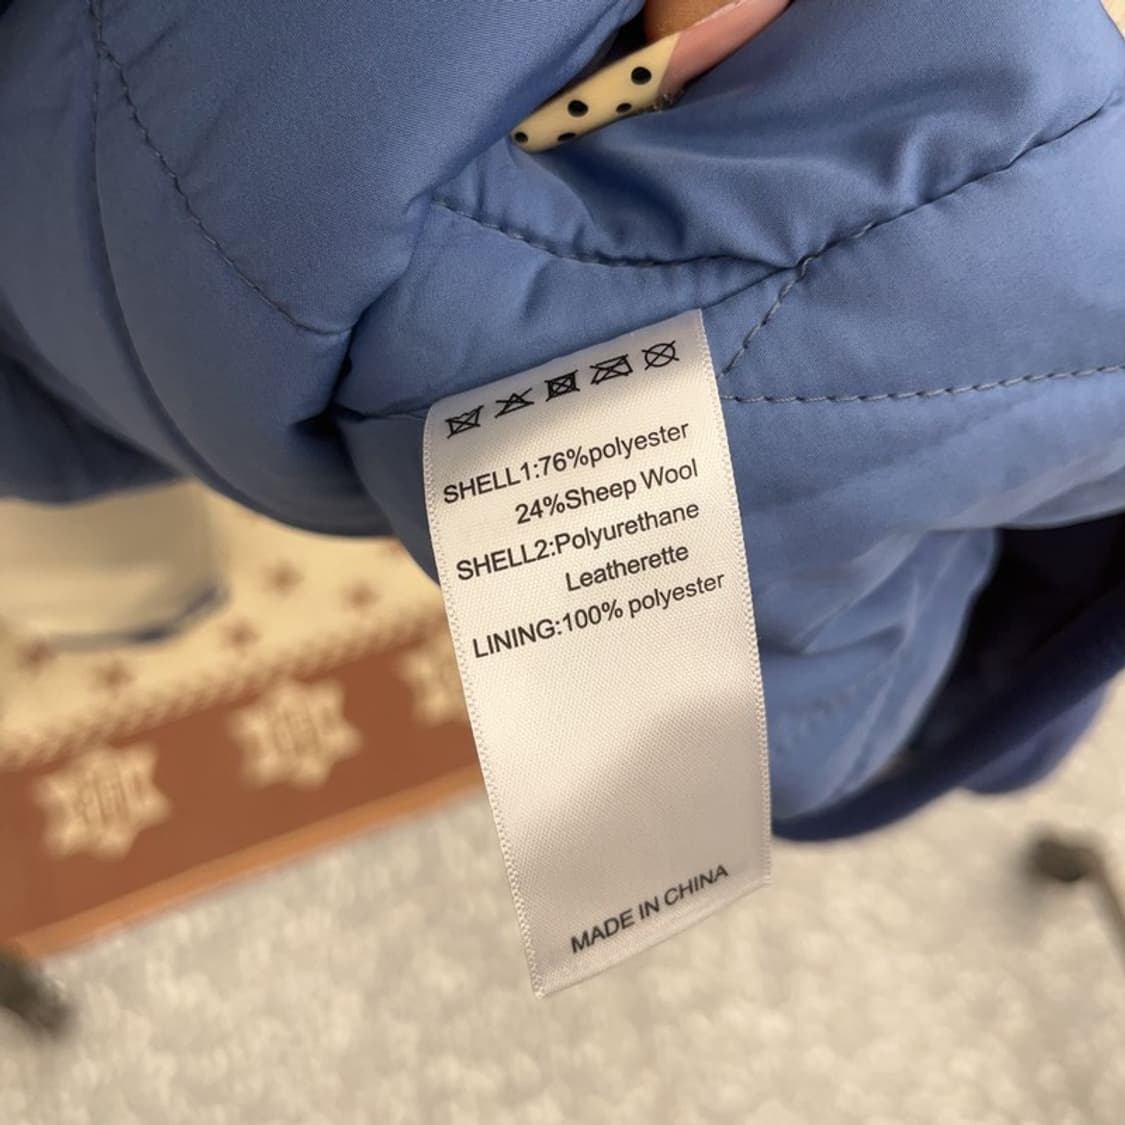 SHELL1:76%polyester
24%Sheep Wool
SHELL2:Polyurethane
Leatherette
LINING:100% polyester
MADE IN CHINA